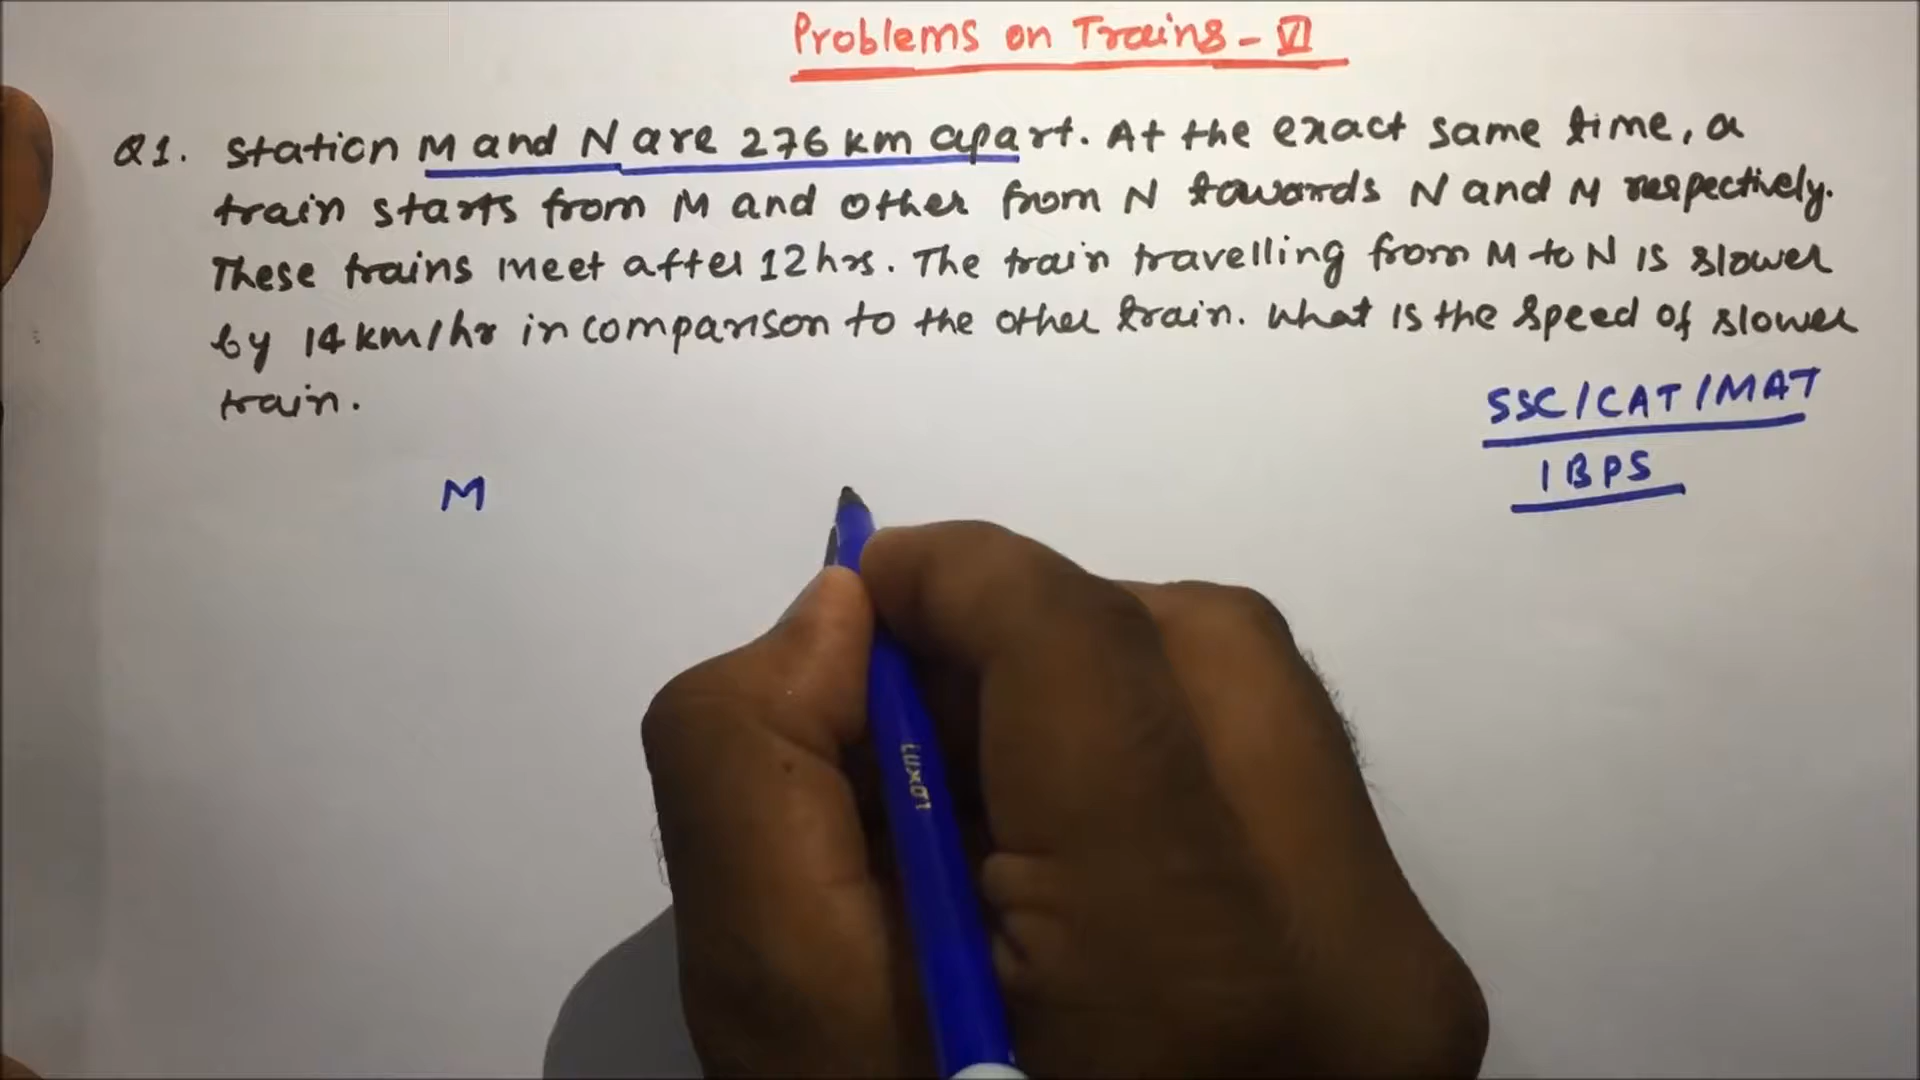 Problems on Trains - VI
Q1. Station M and N are 276 km apart. At the exact same time, a
train starts from M and other from N towards N and M respectively.
These trains meet after 12 hrs. The train travelling from M to N is slower
by 14 km/hr in comparison to the other train. What is the speed of slower
train.
SSC/CAT/MAT
IBPS
M
LUXOR